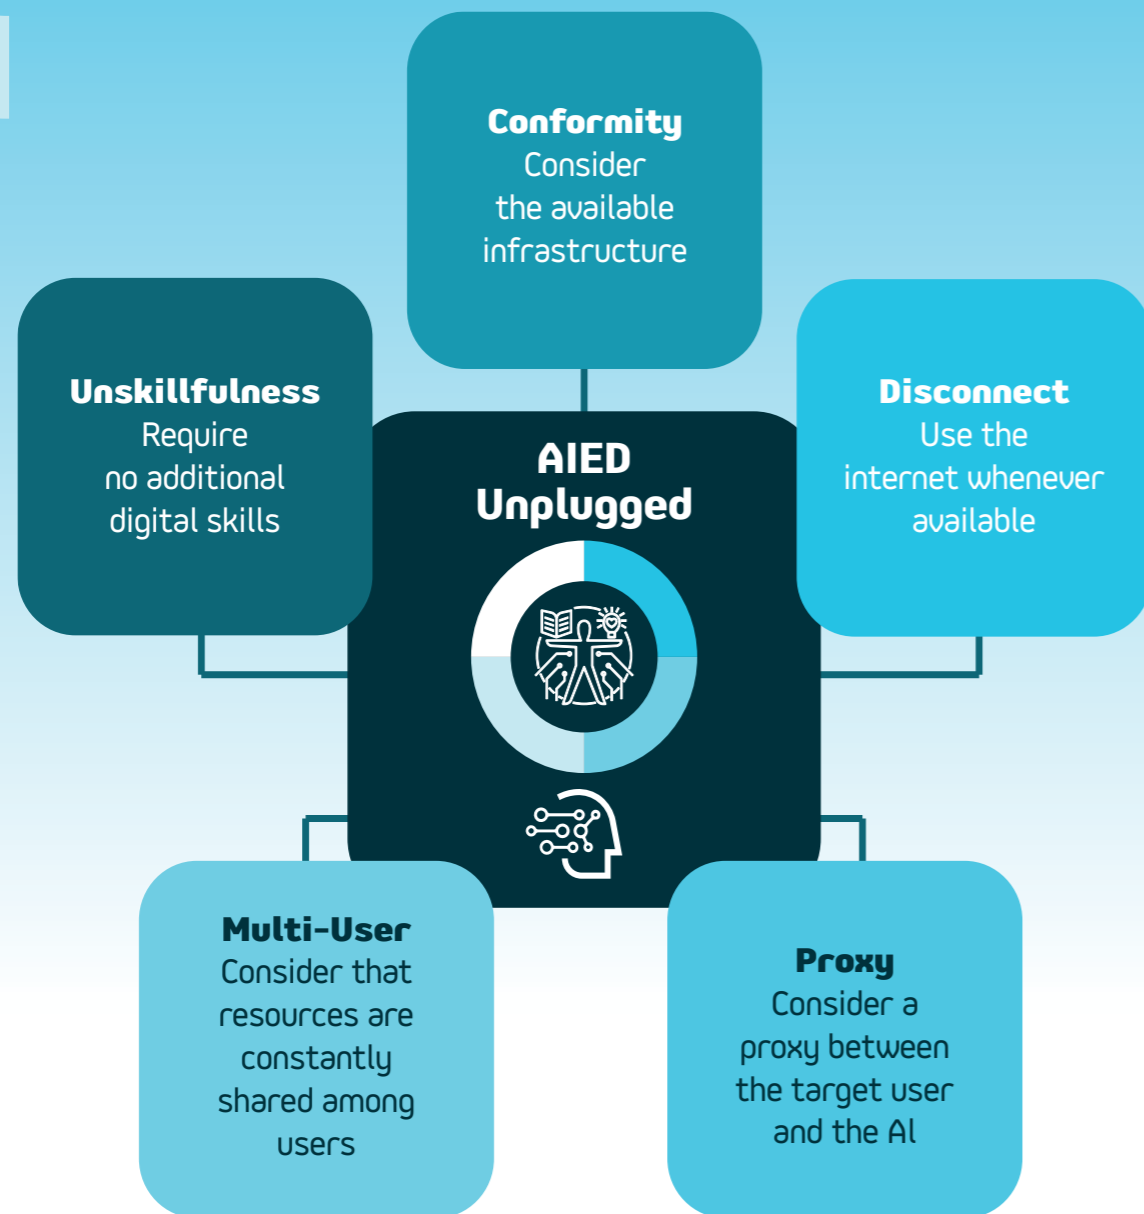 Conformity
Consider
the available
infrastructure
Unskillfulness
Require
no additional
digital skills
AIED
Unplugged
Disconnect
Use the
internet whenever
available
Multi-User
Consider that
resources are
constantly
shared among
users
Proxy
Consider a
proxy between
the target user
and the AI